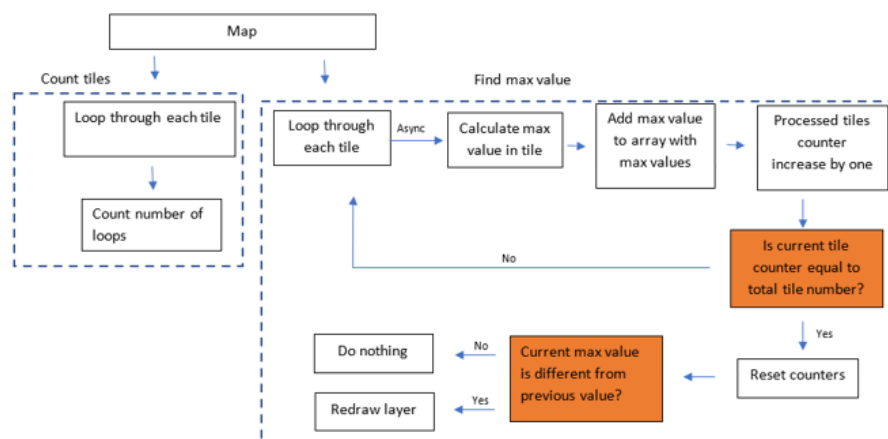 Map
Count tiles
Loop through each tile
Count number of
loops
Find max value
Loop through
each tile
Async
Calculate max
value in tile
Add max value
to array with
max values
Processed tiles
counter
increase by one
Is current tile
counter equal to
total tile number?
No
Yes
Reset counters
Current max value
is different from
previous value?
No
Do nothing
Yes
Redraw layer